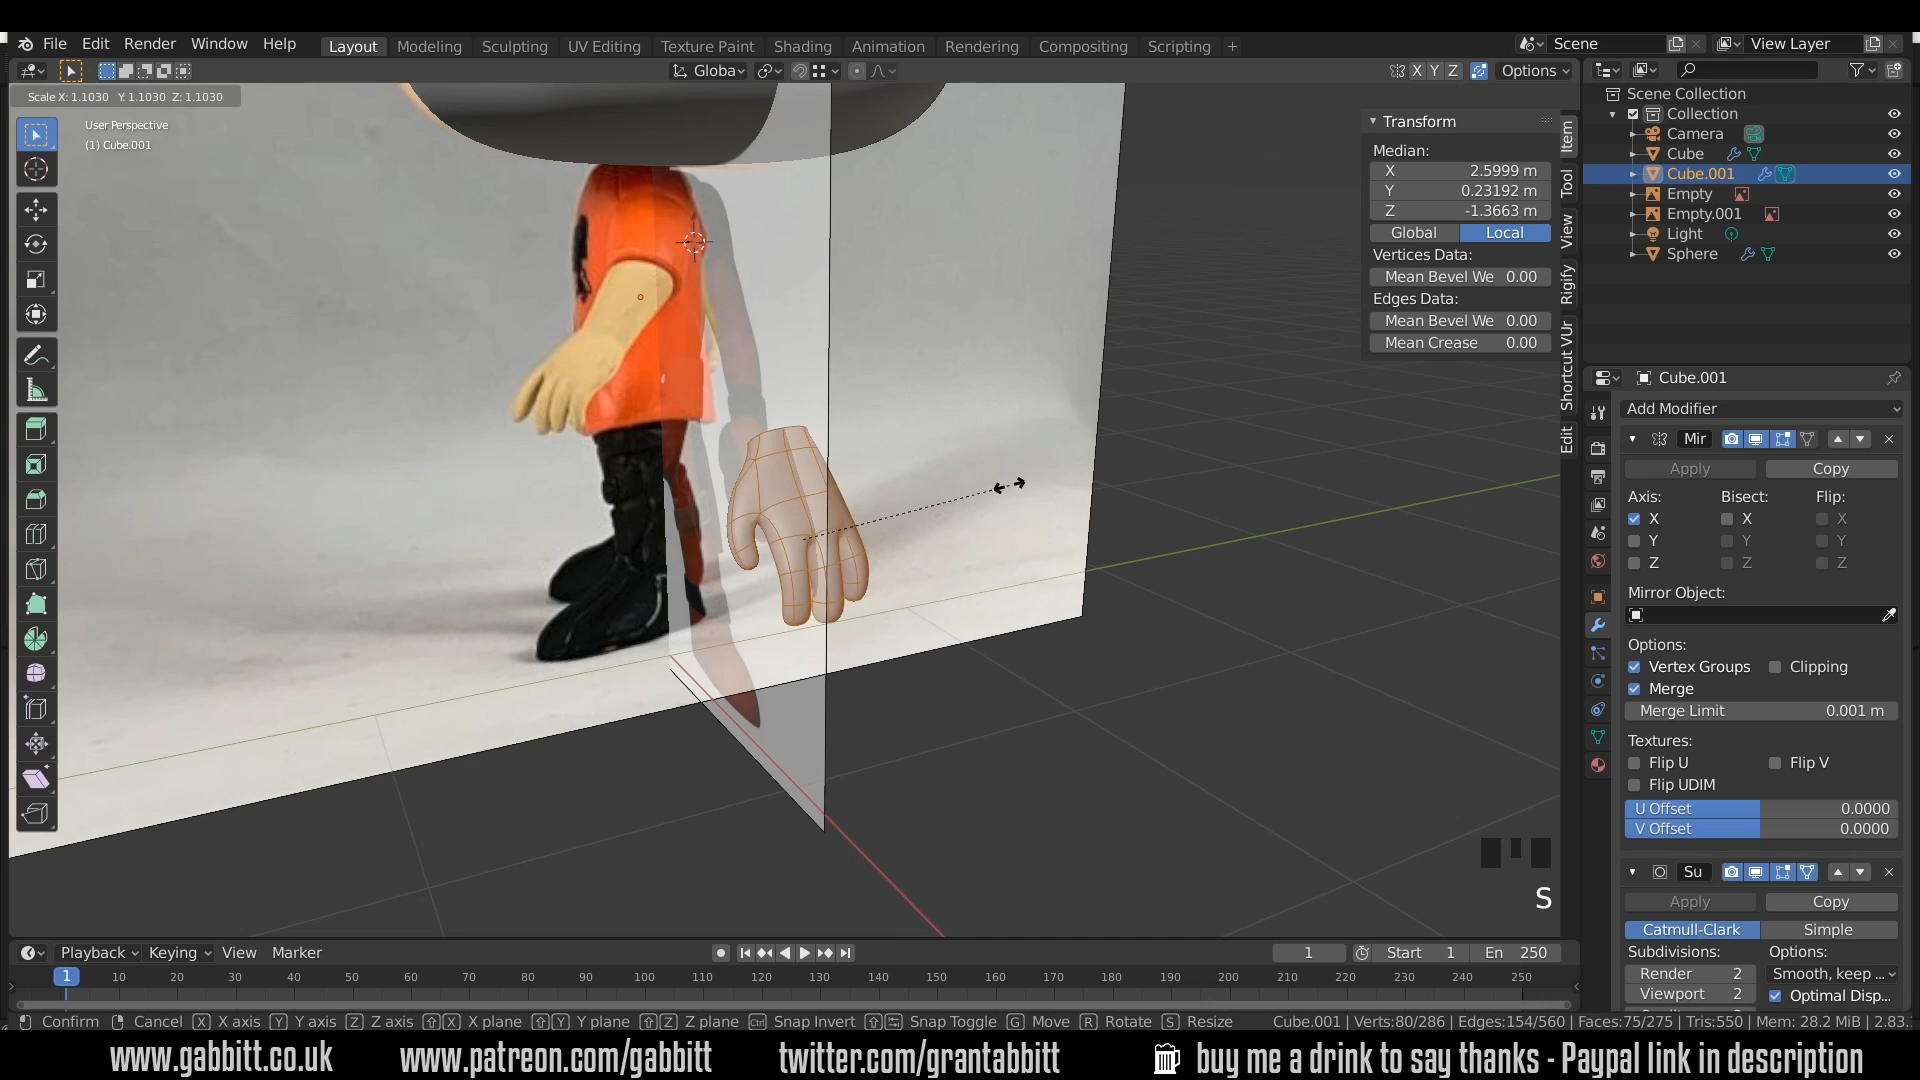 File Edit Render Window Help Layout Modeling Sculpting UV Editing Texture Paint Shading Animation Rendering Compositing Scripting + Scene View Layer
Globa X Y Z Options
Scale X: 1.1030 Y: 1.1030 Z: 1.1030
User Perspective
(1) Cube.001
Transform
Median:
X 2.5999 m
Y 0.23192 m
Z -1.3663 m
Global Local
Vertices Data:
Mean Bevel We 0.00
Edges Data:
Mean Bevel We 0.00
Mean Crease 0.00
Item
Tool
View
Rigify
Shortcut VUr
Edit
Scene Collection
Collection
Camera
Cube
Cube.001
Empty
Empty.001
Light
Sphere
Cube.001
Add Modifier
Mir
Apply Copy
Axis: Bisect: Flip:
X X X
Y Y Y
Z Z Z
Mirror Object:
Options:
Vertex Groups Clipping
Merge
Merge Limit 0.001 m
Textures:
Flip U Flip V
Flip UDIM
U Offset 0.0000
V Offset 0.0000
Su
Apply Copy
Catmull-Clark Simple
Subdivisions: Options:
Render 2 Smooth, keep ...
Viewport 2 Optimal Disp...
S
Playback Keying View Marker 1 Start 1 En 250
1 10 20 30 40 50 60 70 80 90 100 110 120 130 140 150 160 170 180 190 200 210 220 230 240 250
Confirm Cancel X X axis Y Y axis Z Z axis X X plane Y Y plane Z Z plane Ctrl Snap Invert Snap Toggle G Move R Rotate S Resize Cube.001 | Verts:80/286 | Edges:154/560 | Faces:75/275 | Tris:550 | Mem: 28.2 MiB | 2.83.
www.gabbitt.co.uk www.patreon.com/gabbitt twitter.com/grantabbitt buy me a drink to say thanks - Paypal link in description